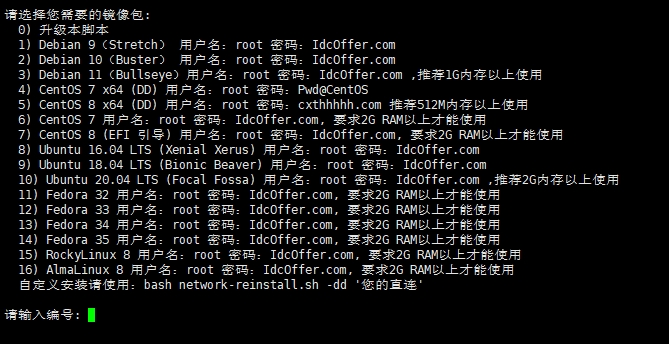 请选择您需要的镜像包:
0) 升级本脚本
1) Debian 9（Stretch） 用户名：root 密码：IdcOffer.com
2) Debian 10（Buster） 用户名：root 密码：IdcOffer.com
3) Debian 11（Bullseye）用户名：root 密码：IdcOffer.com ,推荐1G内存以上使用
4) CentOS 7 x64 (DD) 用户名：root 密码：Pwd@CentOS
5) CentOS 8 x64 (DD) 用户名：root 密码：cxthhhhh.com 推荐512M内存以上使用
6) CentOS 7 用户名：root 密码：IdcOffer.com, 要求2G RAM以上才能使用
7) CentOS 8 (EFI 引导) 用户名：root 密码：IdcOffer.com, 要求2G RAM以上才能使用
8) Ubuntu 16.04 LTS (Xenial Xerus) 用户名：root 密码：IdcOffer.com
9) Ubuntu 18.04 LTS (Bionic Beaver) 用户名：root 密码：IdcOffer.com
10) Ubuntu 20.04 LTS (Focal Fossa) 用户名：root 密码：IdcOffer.com ,推荐2G内存以上使用
11) Fedora 32 用户名：root 密码：IdcOffer.com, 要求2G RAM以上才能使用
12) Fedora 33 用户名：root 密码：IdcOffer.com, 要求2G RAM以上才能使用
13) Fedora 34 用户名：root 密码：IdcOffer.com, 要求2G RAM以上才能使用
14) Fedora 35 用户名：root 密码：IdcOffer.com, 要求2G RAM以上才能使用
15) RockyLinux 8 用户名：root 密码：IdcOffer.com, 要求2G RAM以上才能使用
16) AlmaLinux 8 用户名：root 密码：IdcOffer.com, 要求2G RAM以上才能使用
自定义安装请使用：bash network-reinstall.sh -dd '您的直连'
请输入编号: